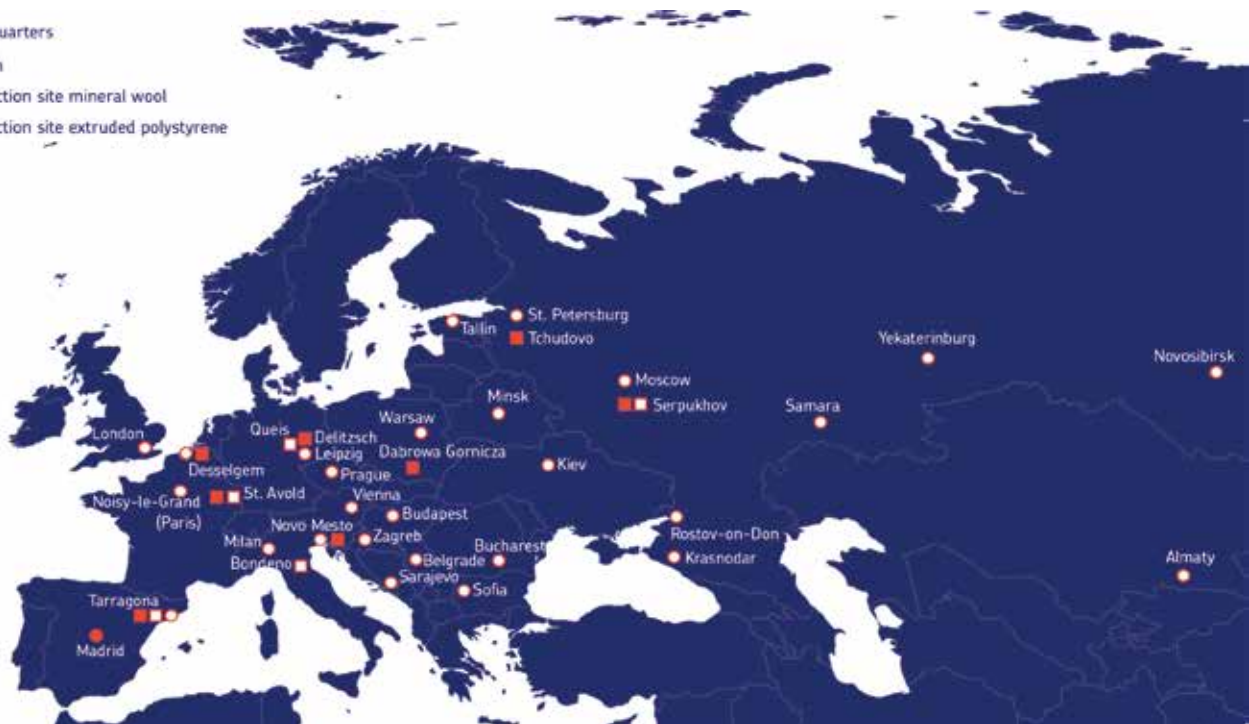 uarters
n
ction site mineral wool
ction site extruded polystyrene
St. Petersburg
Tallin
Tchudovo
Yekaterinburg
Novosibirsk
Moscow
Minsk
Serpukhov
Samara
Warsaw
London
Queis
Delitzsch
Leipzig
Dabrowa Gornicza
Kiev
Desselgem
Prague
Noisy-le-Grand
(Paris)
St. Avold
Vienna
Budapest
Novo Mesto
Zagreb
Rostov-on-Don
Milan
Bucharest
Belgrade
Krasnodar
Almaty
Bondeno
Sarajevo
Sofia
Tarragona
Madrid